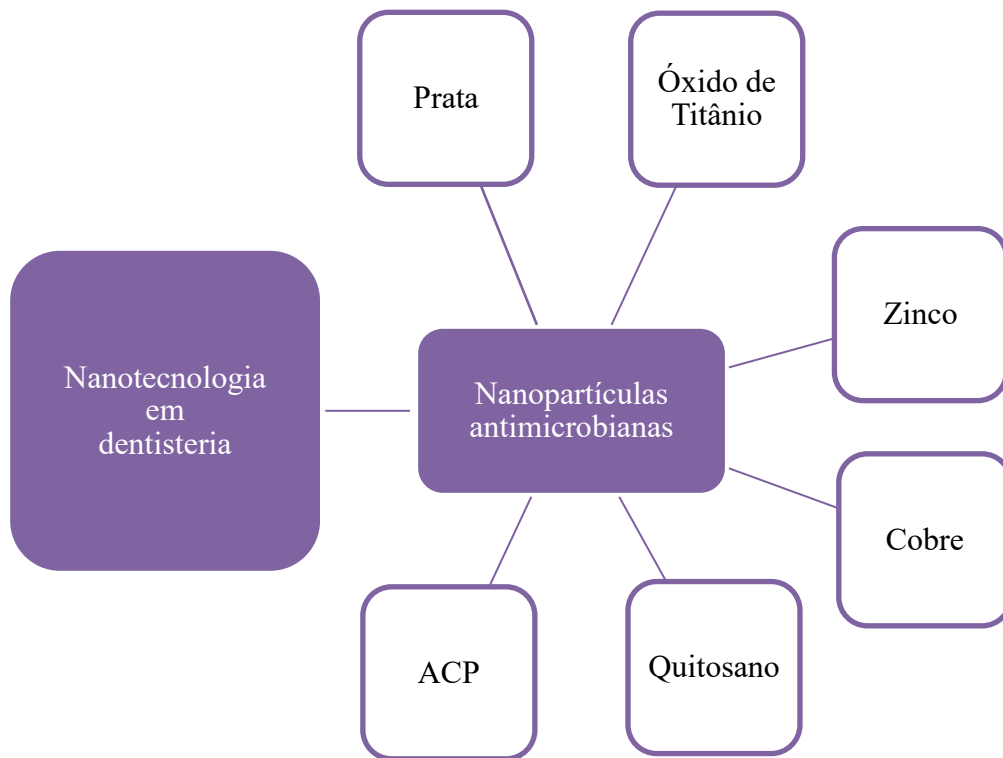 Prata
Óxido de
Titânio
Zinco
Nanotecnologia
em
dentisteria
Nanopartículas
antimicrobianas
Cobre
ACP
Quitosano